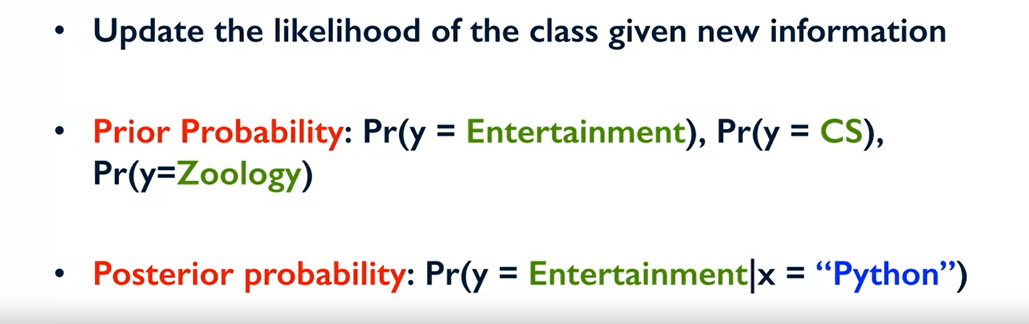 • Update the likelihood of the class given new information
• Prior Probability: Pr(y = Entertainment), Pr(y = CS),
Pr(y=Zoology)
• Posterior probability: Pr(y = Entertainment|x = “Python”)